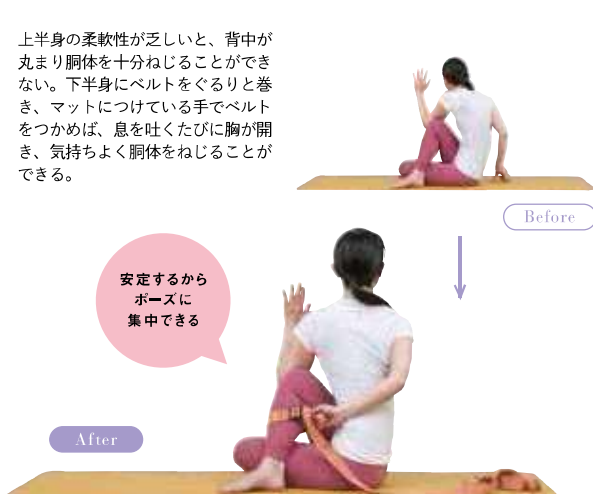 上半身の柔軟性が乏しいと、背中が
丸まり胴体を十分ねじることができ
ない。下半身にベルトをぐるりと巻
き、マットにつけている手でベルト
をつかめば、息を吐くたびに胸が開
き、気持ちよく胴体をねじることが
できる。
Before
安定するから
ポーズに
集中できる
After